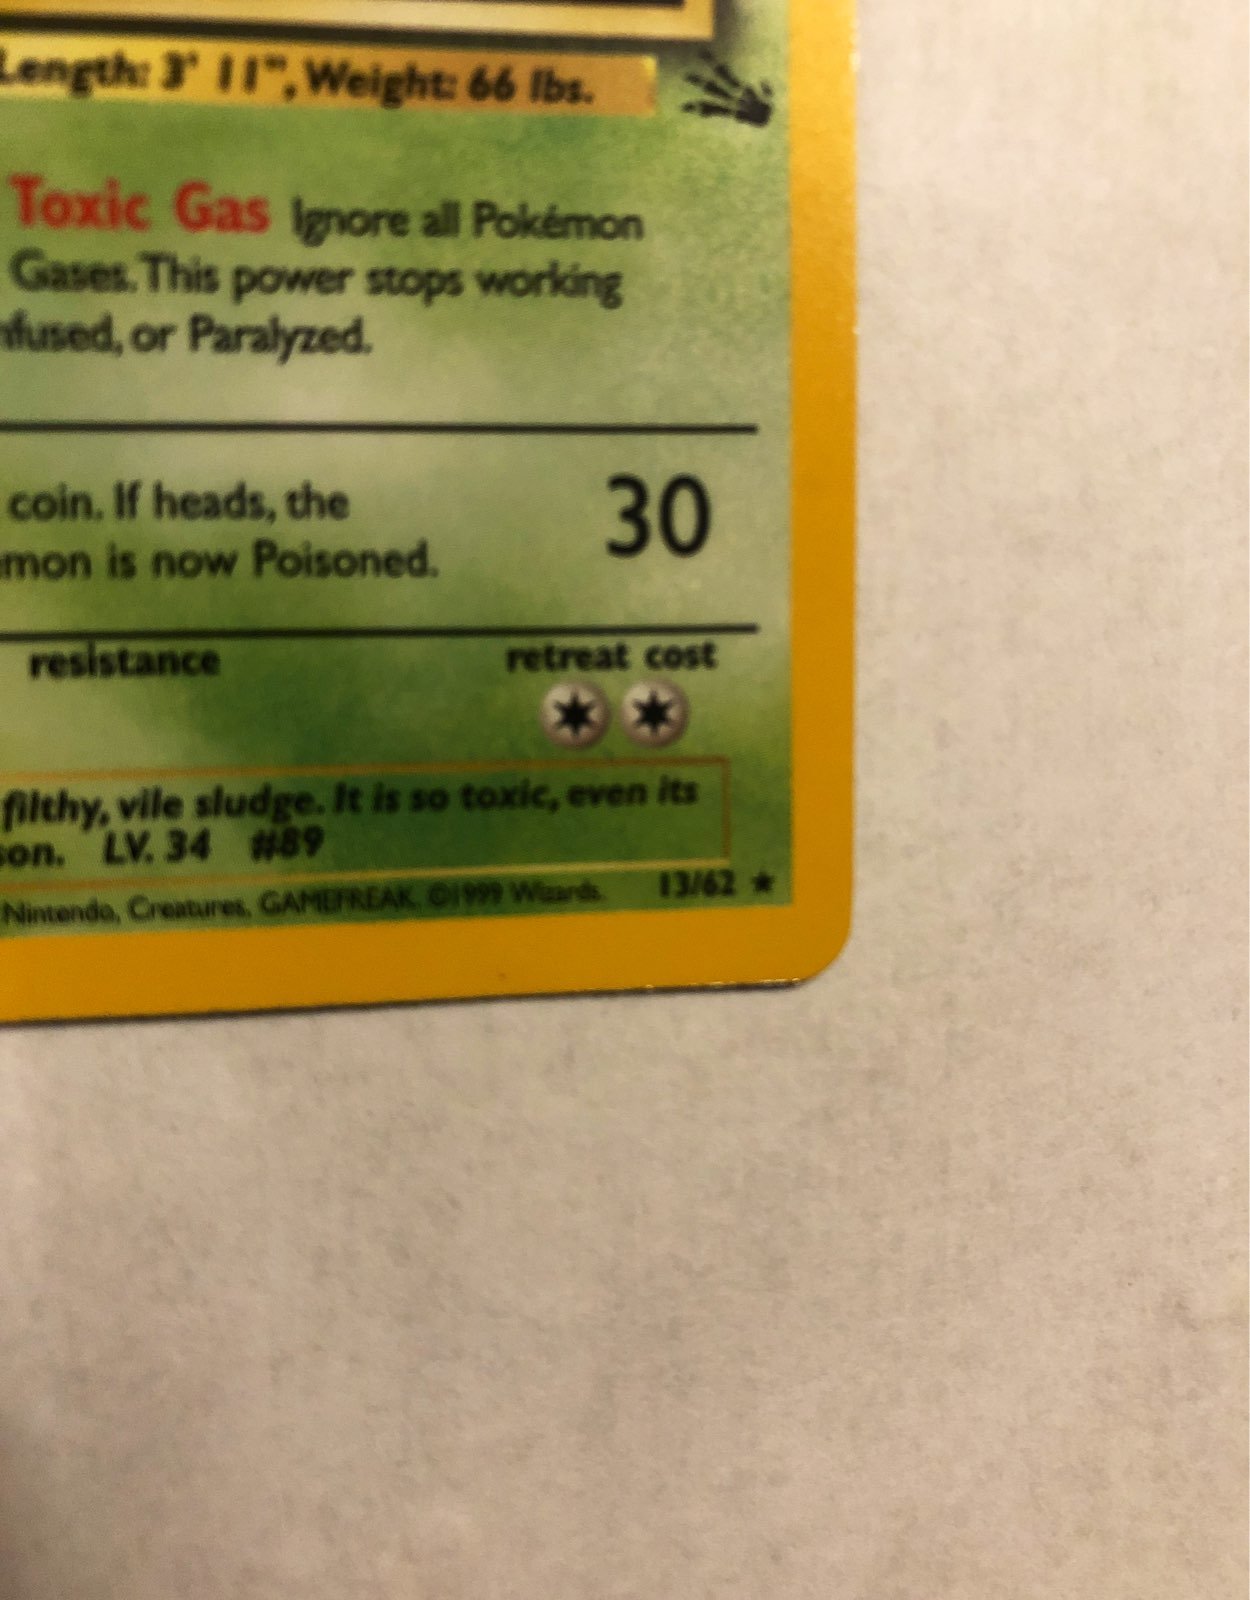 Length: 3' 11", Weight: 66 lbs.
Toxic Gas Ignore all Pokémon
Gases. This power stops working
nfused, or Paralyzed.
coin. If heads, the
30
mon is now Poisoned.
resistance
retreat cost
filthy, vile sludge. It is so toxic, even its
son. LV. 34 #89
Nintendo, Creatures, GAMEFREAK. ©1999 Wizards.
13/62 ★